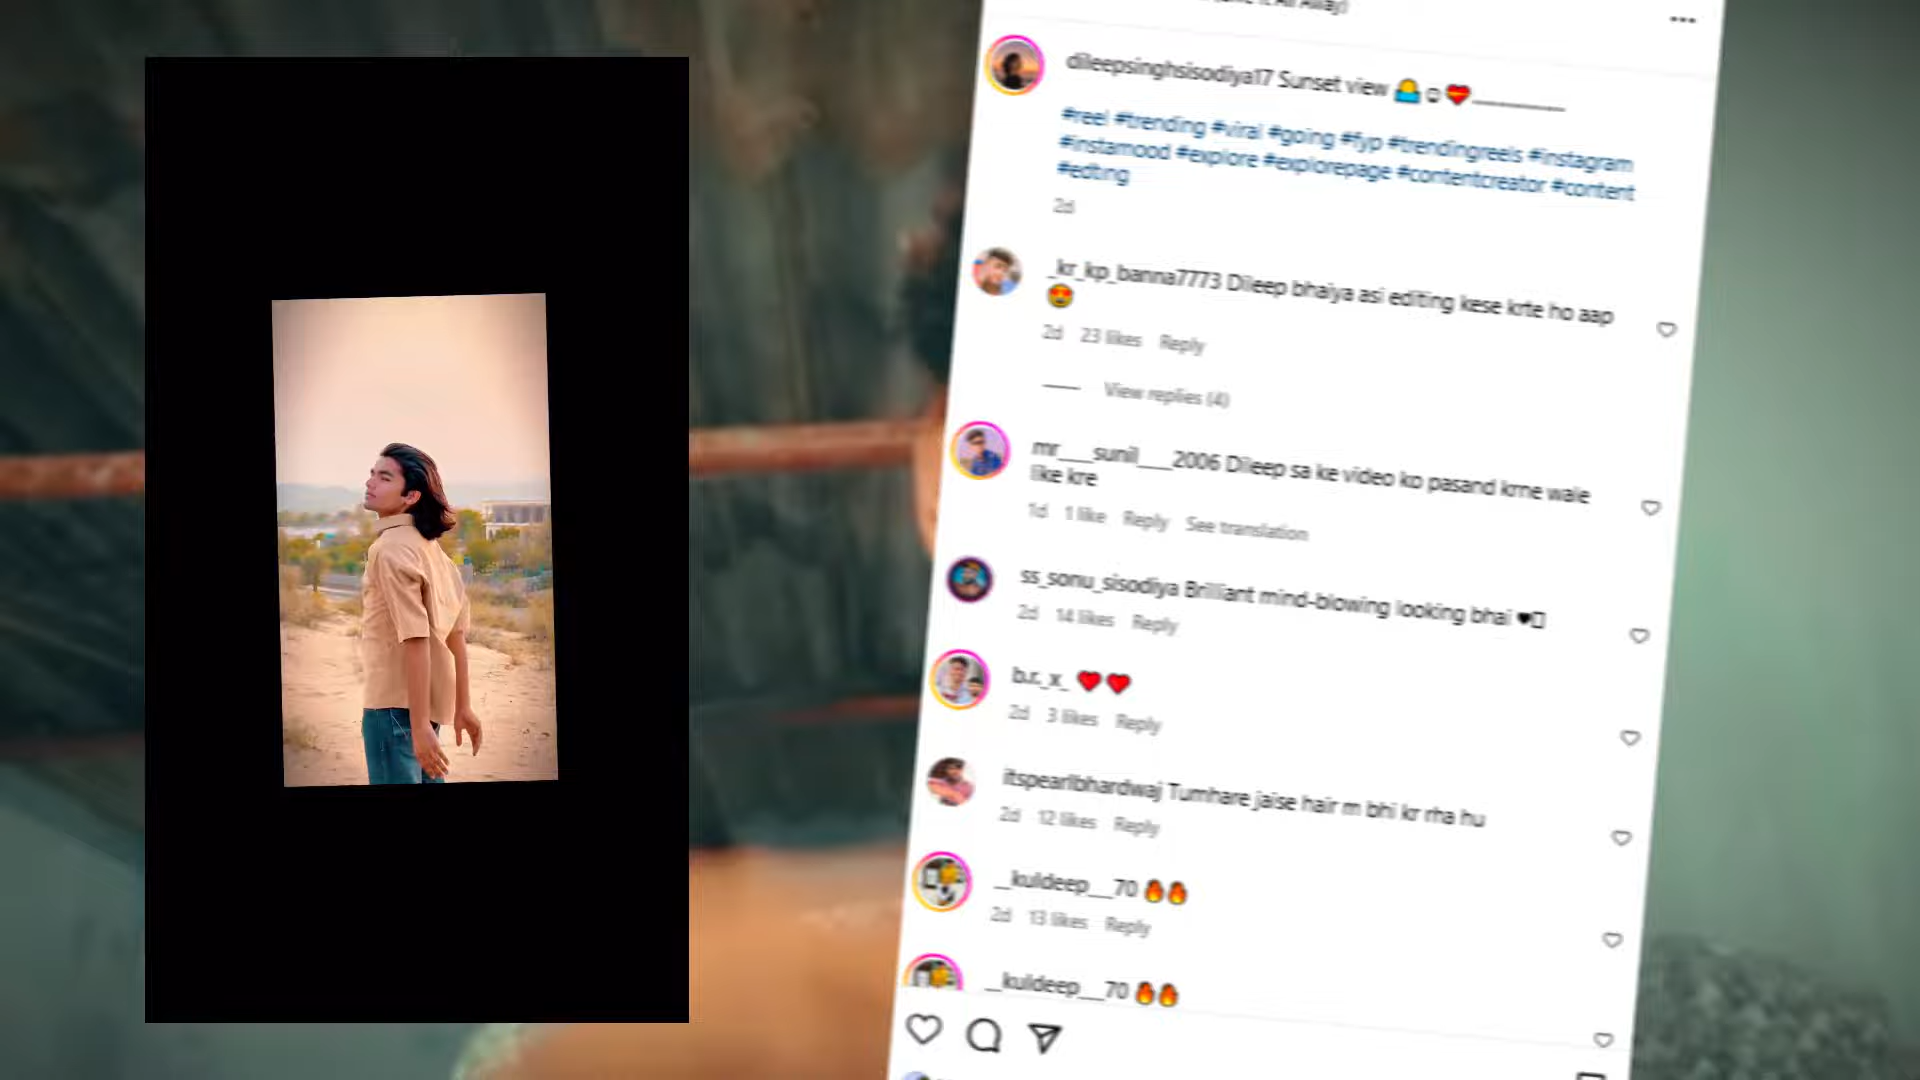 dileepsinghsisodiya17 Sunset view 🌅☺💝__________
#reel #trending #viral #going #fyp #trendingreels #instagram
#instamood #explore #explorepage #contentcreator #content
#edting
2d
_kr_kp_banna7773 Dileep bhaiya asi editing kese krte ho aap
😍
2d 23 likes Reply
View replies (4)
mr___sunil___2006 Dileep sa ke video ko pasand krne wale
like kre
1d 1 like Reply See translation
ss_sonu_sisodiya Brilliant mind-blowing looking bhai ♥
2d 14 likes Reply
b.r._x_ ❤️❤️
2d 3 likes Reply
itspearlbhardwaj Tumhare jaise hair m bhi kr rha hu
2d 12 likes Reply
__kuldeep__70 🔥🔥
2d 13 likes Reply
__kuldeep__70 🔥🔥